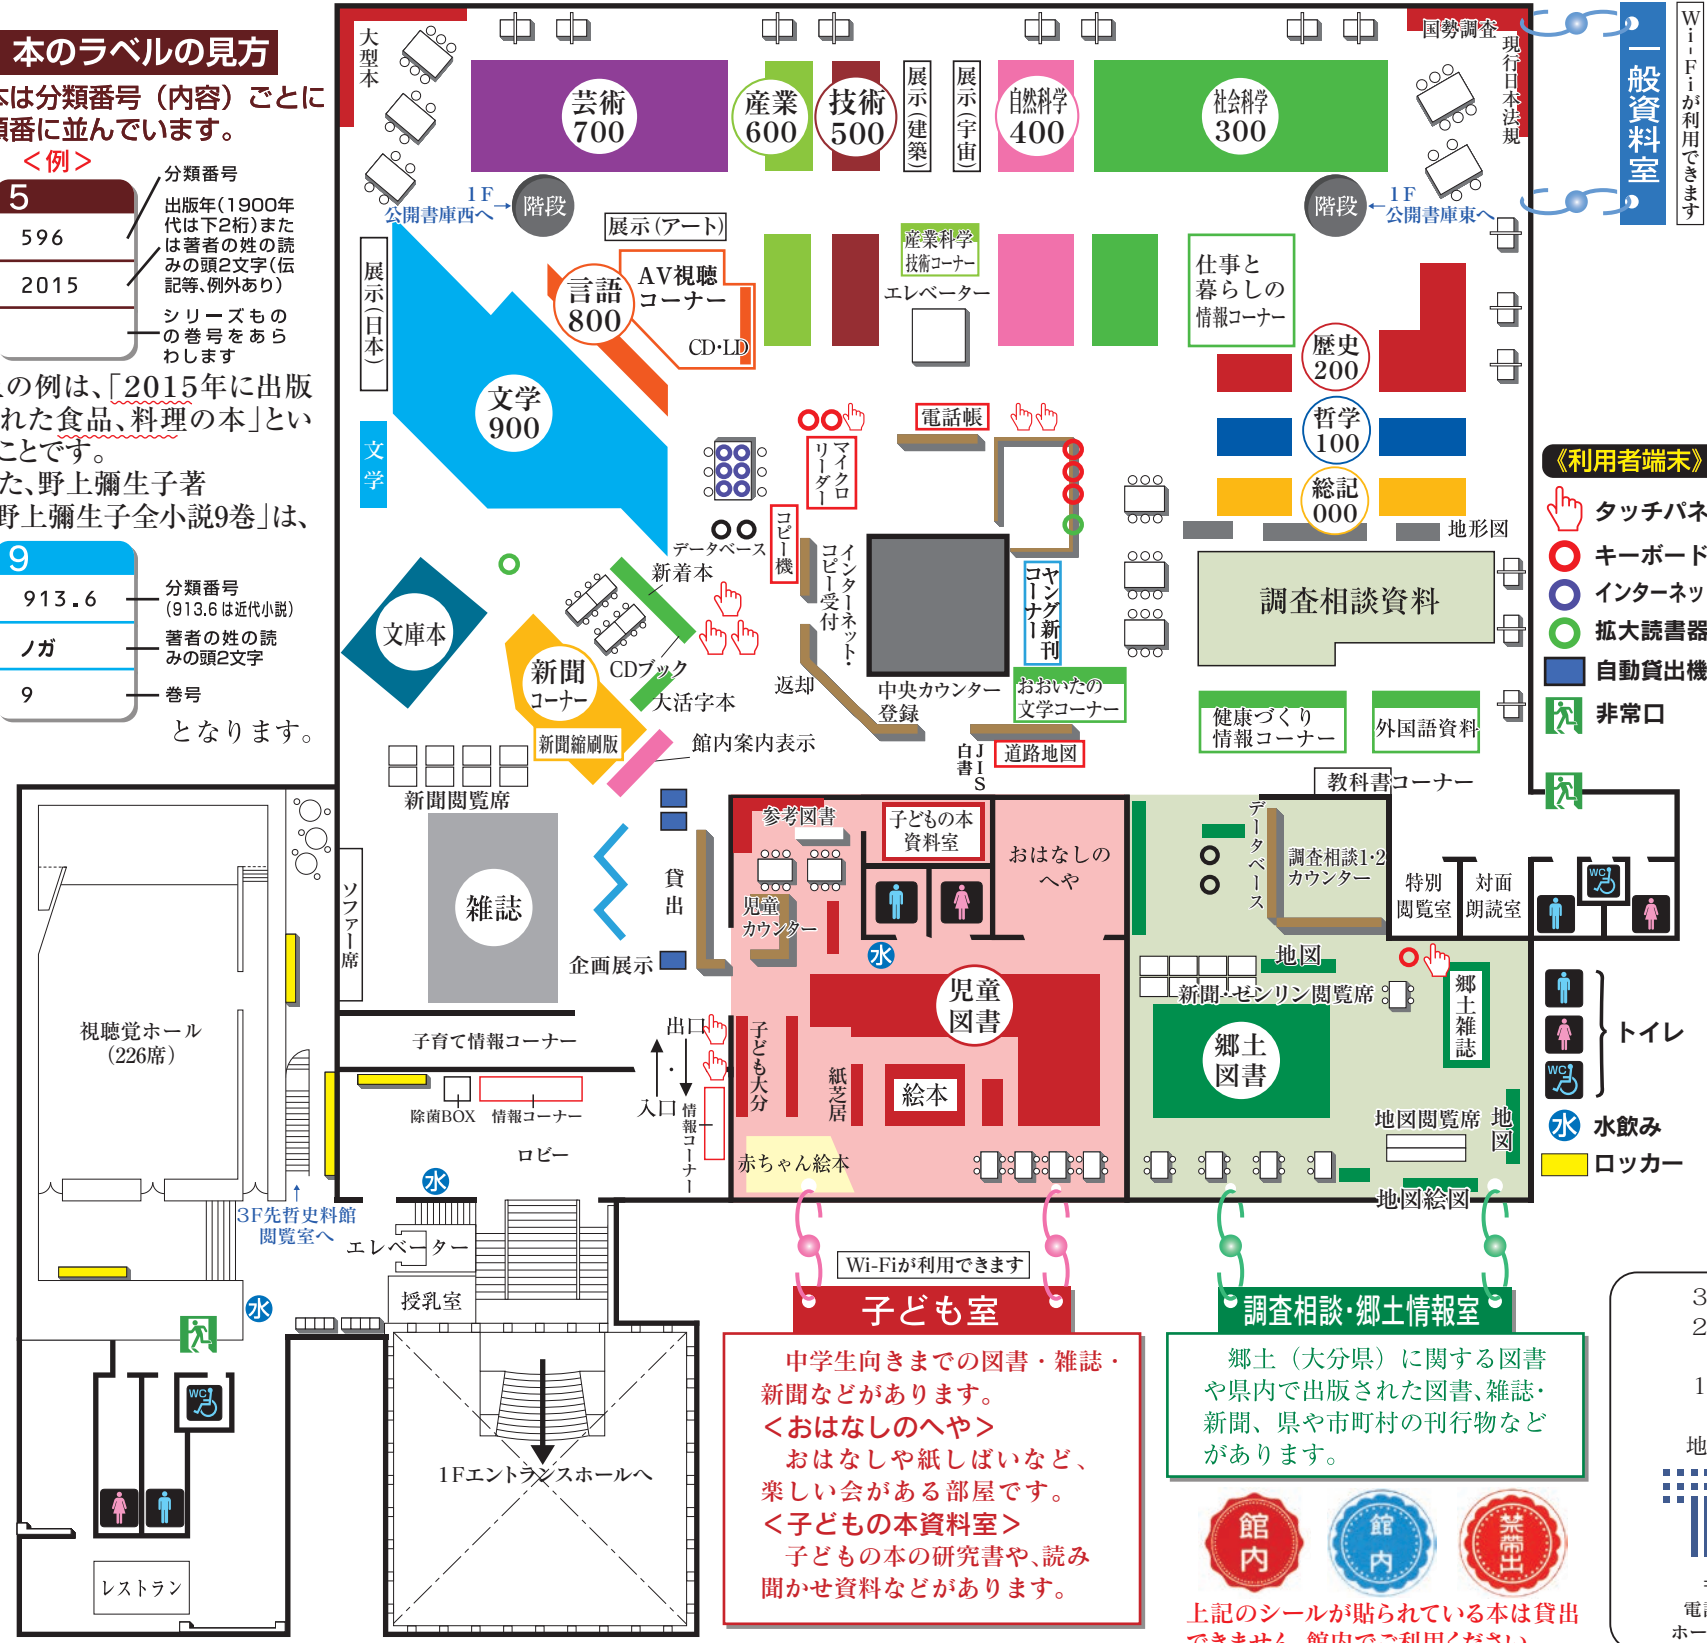 本のラベルの見方
は分類番号（内容）ごとに
番に並んでいます。
＜例＞
5
596
2015
分類番号
出版年(1900年
代は下2桁)また
は著者の姓の読
みの頭2文字(伝
記等、例外あり)
シリーズもの
の巻号をあら
わします
の例は、「2015年に出版
れた食品、料理の本」とい
ことです。
た、野上彌生子著
野上彌生子全小説9巻」は、
9
913.6
ノガ
9
分類番号
(913.6は近代小説)
著者の姓の読
みの頭2文字
巻号
となります。
大型本
芸術
700
産業
600
技術
500
展示(建築)
展示(宇宙)
自然科学
400
社会科学
300
国勢調査
現行日本法規
一般資料室
Wi-Fiが利用できます
1F
公開書庫西へ
階段
階段
1F
公開書庫東へ
展示(アート)
展示(日本)
言語
800
AV視聴
コーナー
CD・LD
産業科学
技術コーナー
エレベーター
仕事と
暮らしの
情報コーナー
歴史
200
哲学
100
総記
000
地形図
文学
900
文学
マイクロリーダー
電話帳
データベース
コピー機
インターネット・コピー受付
ヤング新刊コーナー
調査相談資料
新着本
文庫本
新聞
コーナー
新聞縮刷版
CDブック
大活字本
返却
中央カウンター
登録
おおいたの
文学コーナー
健康づくり
情報コーナー
外国語資料
館内案内表示
JIS
白書
道路地図
教科書コーナー
新聞閲覧席
《利用者端末》
タッチパネ
キーボード
インターネッ
拡大読書器
自動貸出機
非常口
雑誌
ソファー席
貸出
企画展示
参考図書
子どもの本
資料室
おはなしの
へや
児童
カウンター
水
児童
図書
データベース
調査相談1・2
カウンター
特別
閲覧室
対面
朗読室
WC
地図
新聞・ゼンリン閲覧席
郷土雑誌
郷土
図書
地図閲覧席
地図
地図絵図
トイレ
WC
水
水飲み
ロッカー
視聴覚ホール
(226席)
子育て情報コーナー
出口
・
入口
除菌BOX
情報コーナー
情報コーナー
ロビー
水
子ども大分
紙芝居
絵本
赤ちゃん絵本
3F先哲史料館
閲覧室へ
エレベーター
授乳室
水
WC
レストラン
1Fエントランスホールへ
Wi-Fiが利用できます
子ども室
中学生向きまでの図書・雑誌・
新聞などがあります。
＜おはなしのへや＞
おはなしや紙しばいなど、
楽しい会がある部屋です。
＜子どもの本資料室＞
子どもの本の研究書や、読み
聞かせ資料などがあります。
調査相談・郷土情報室
郷土（大分県）に関する図書
や県内で出版された図書、雑誌・
新聞、県や市町村の刊行物など
があります。
館内
館内
禁帯出
上記のシールが貼られている本は貸出
できません。館内でご利用ください
3
2
1
地
電話
ホー